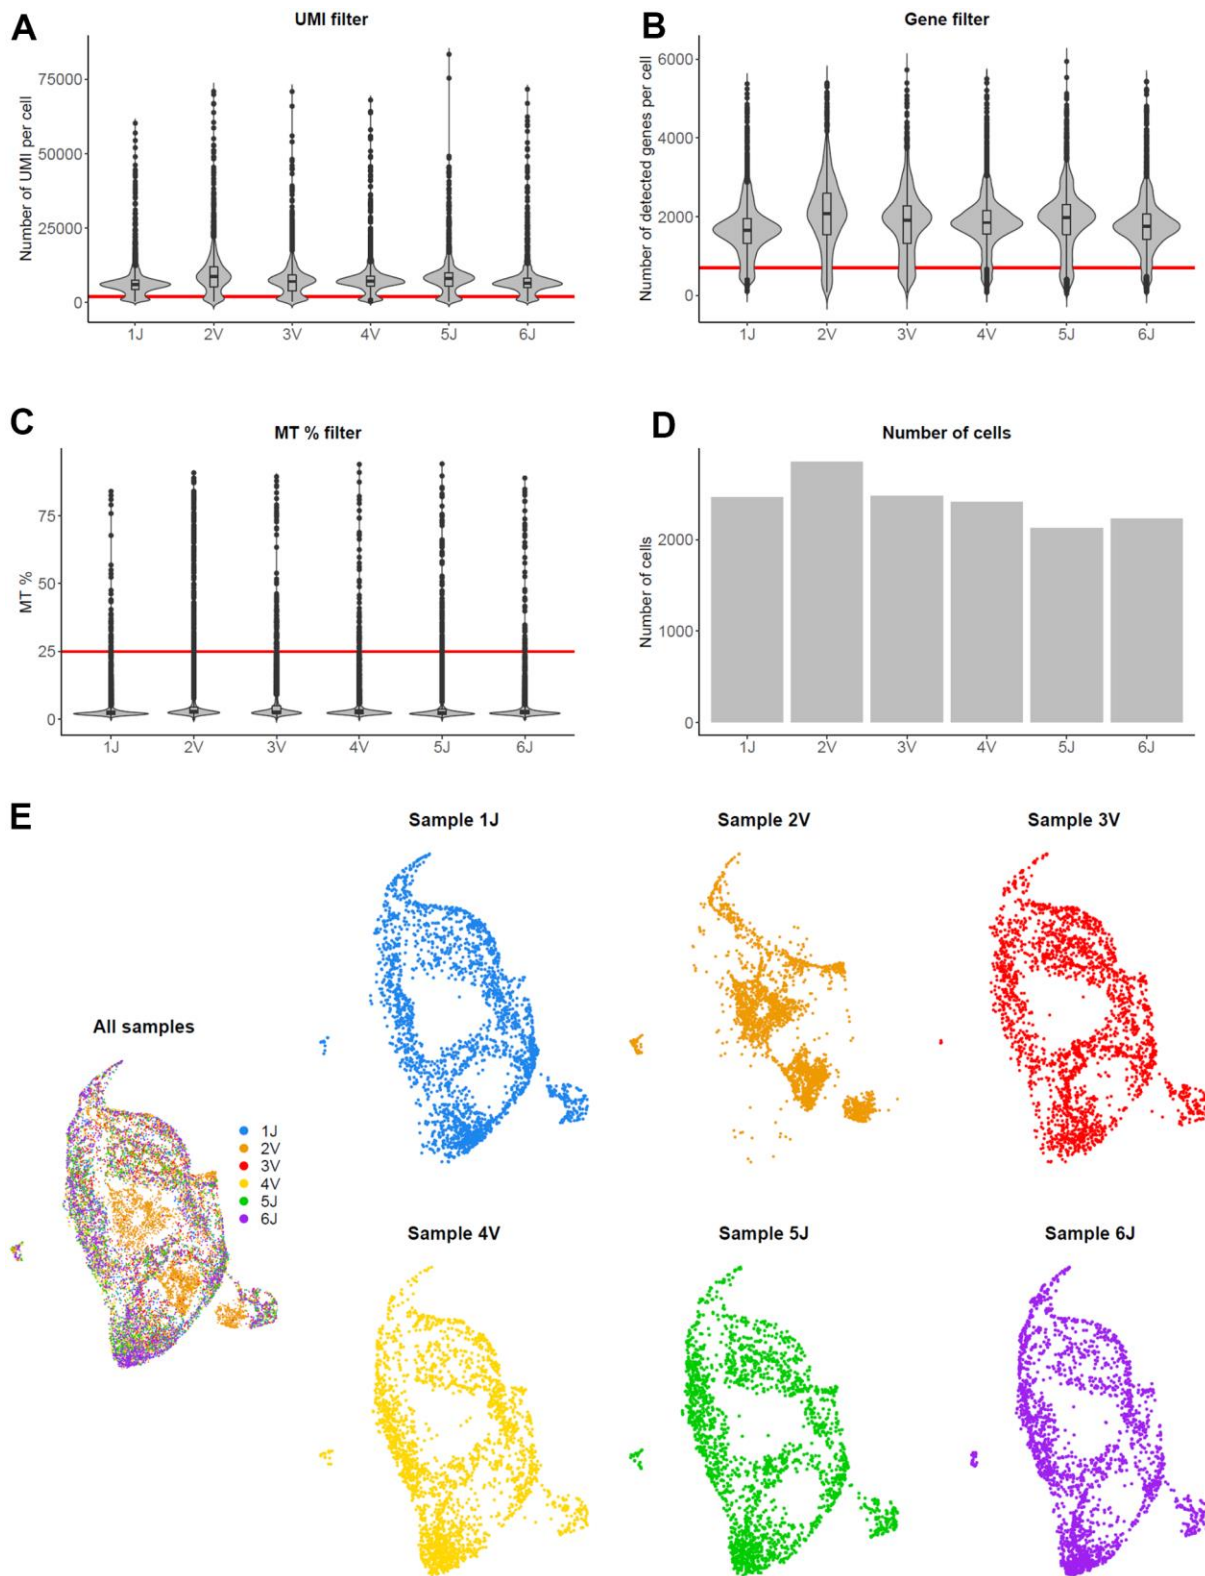 A
UMI filter
Number of UMI per cell
75000
50000
25000
0
1J 2V 3V 4V 5J 6J
B
Gene filter
Number of detected genes per cell
6000
4000
2000
0
1J 2V 3V 4V 5J 6J
C
MT % filter
MT %
75
50
25
0
1J 2V 3V 4V 5J 6J
D
Number of cells
Number of cells
2000
1000
0
1J 2V 3V 4V 5J 6J
E
All samples
1J
2V
3V
4V
5J
6J
Sample 1J
Sample 2V
Sample 3V
Sample 4V
Sample 5J
Sample 6J